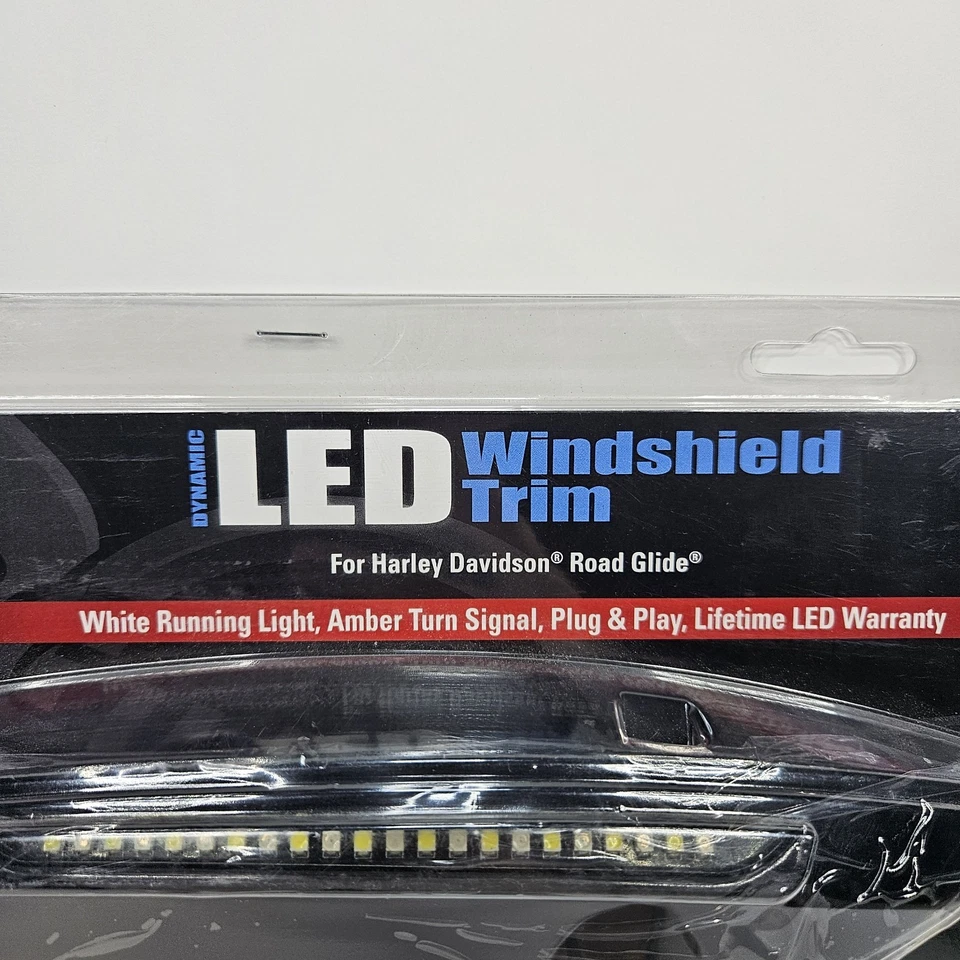 DYNAMIC
LED Windshield
Trim
For Harley Davidson® Road Glide®
White Running Light, Amber Turn Signal, Plug & Play, Lifetime LED Warranty